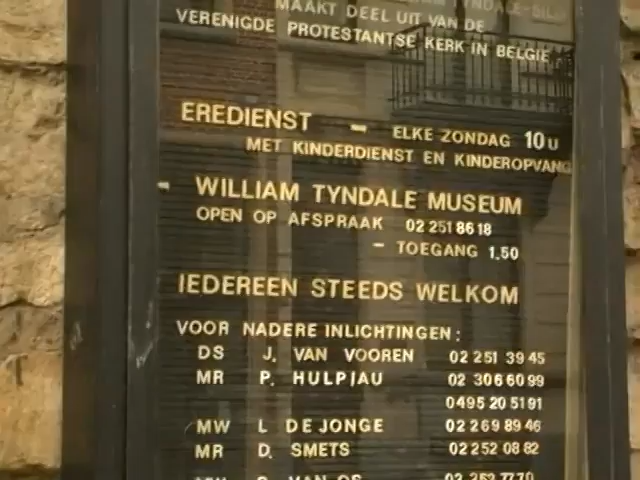 MAAKT DEEL UIT VAN DE
VERENIGDE PROTESTANTSE KERK IN BELGIE
EREDIENST - ELKE ZONDAG 10U
MET KINDERDIENST EN KINDEROPVANG
- WILLIAM TYNDALE MUSEUM
OPEN OP AFSPRAAK 02 251 86 18
- TOEGANG 1,50
IEDEREEN STEEDS WELKOM
VOOR NADERE INLICHTINGEN:
DS J. VAN VOOREN 02 251 39 45
MR P. HULPIAU 02 306 60 99
0495 20 51 91
MW L DE JONGE 02 269 89 46
MR D. SMETS 02 252 08 82